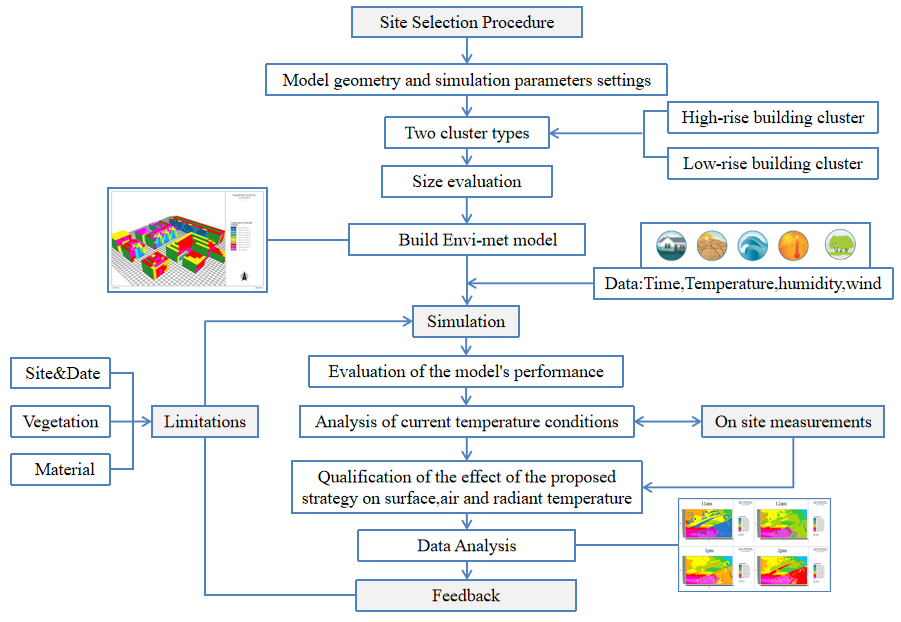 Site Selection Procedure
Model geometry and simulation parameters settings
Two cluster types
High-rise building cluster
Low-rise building cluster
Size evaluation
Build Envi-met model
Data:Time,Temperature,humidity,wind
Simulation
Evaluation of the model's performance
Site&Date
Vegetation
Material
Limitations
Analysis of current temperature conditions
On site measurements
Qualification of the effect of the proposed
strategy on surface,air and radiant temperature
11am
12am
1pm
2pm
Data Analysis
Feedback